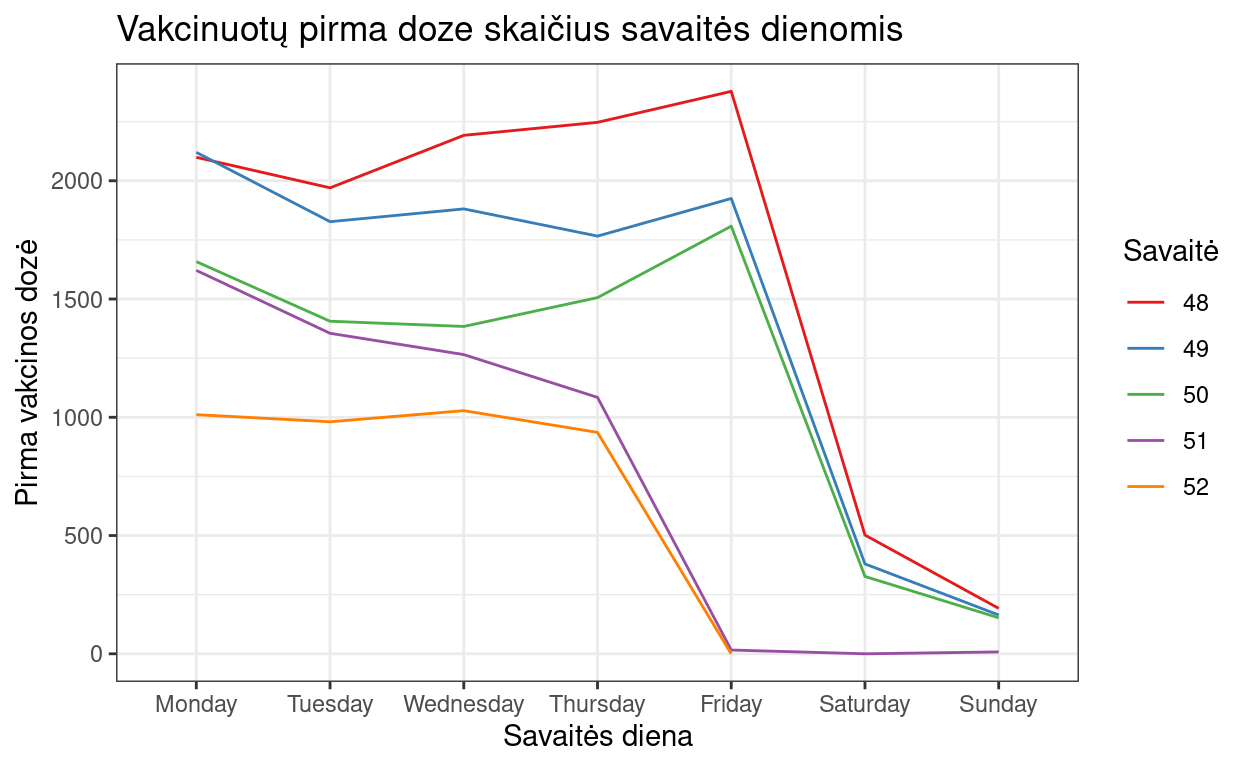 Vakcinuotų pirma doze skaičius savaitės dienomis
Pirma vakcinos dozė
2000
1500
1000
500
0
Monday Tuesday Wednesday Thursday Friday Saturday Sunday
Savaitės diena
Savaitė
48
49
50
51
52